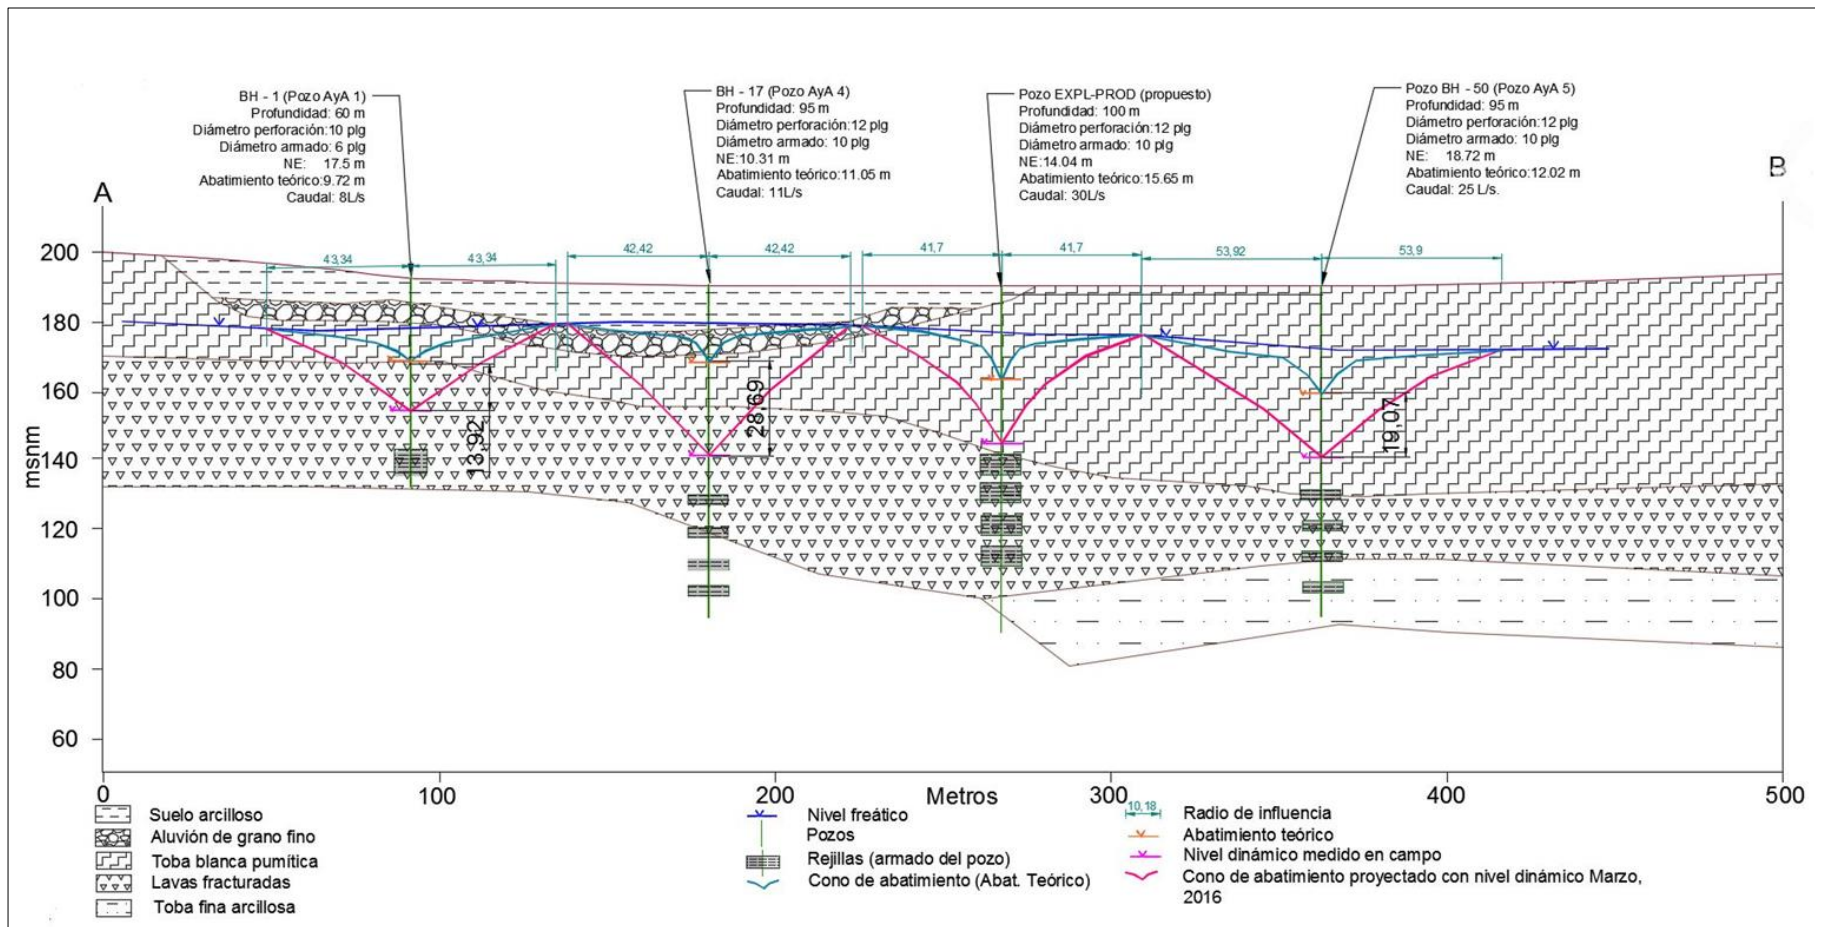 BH - 1 (Pozo AyA 1)
Profundidad: 60 m
Diámetro perforación:10 plg
Diámetro armado: 6 plg
NE: 17.5 m
Abatimiento teórico:9.72 m
Caudal: 8L/s
BH - 17 (Pozo AyA 4)
Profundidad: 95 m
Diámetro perforación:12 plg
Diámetro armado: 10 plg
NE:10.31 m
Abatimiento teórico:11.05 m
Caudal: 11L/s
Pozo EXPL-PROD (propuesto)
Profundidad: 100 m
Diámetro perforación:12 plg
Diámetro armado: 10 plg
NE:14.04 m
Abatimiento teórico:15.65 m
Caudal: 30L/s
Pozo BH - 50 (Pozo AyA 5)
Profundidad: 95 m
Diámetro perforación:12 plg
Diámetro armado: 10 plg
NE: 18.72 m
Abatimiento teórico:12.02 m
Caudal: 25 L/s.
A
B
43,34
43,34
42,42
42,42
41,7
41,7
53,92
53,9
200
180
160
140
120
100
80
60
msnm
13,92
28,69
19,07
0
100
200
Metros
300
400
500
Suelo arcilloso
Aluvión de grano fino
Toba blanca pumítica
Lavas fracturadas
Toba fina arcillosa
Nivel freático
Pozos
Rejillas (armado del pozo)
Cono de abatimiento (Abat. Teórico)
10,18
Radio de influencia
Abatimiento teórico
Nivel dinámico medido en campo
Cono de abatimiento proyectado con nivel dinámico Marzo,
2016